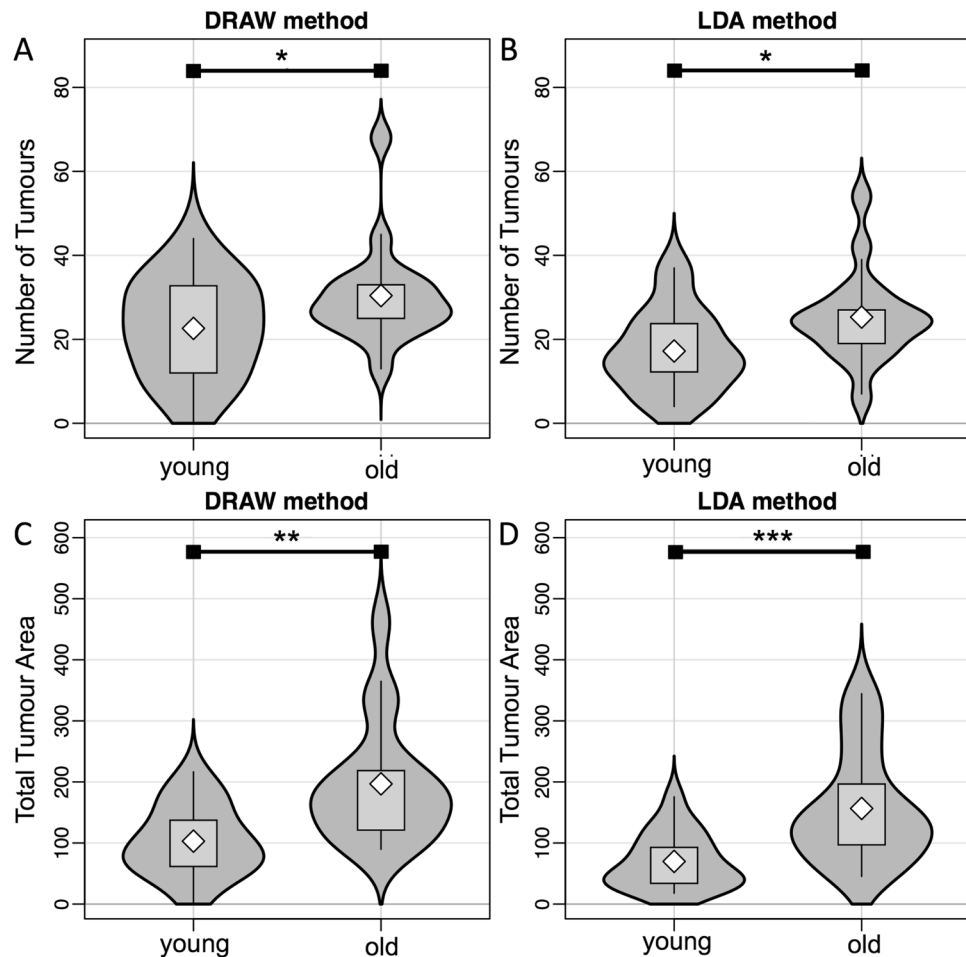 A
DRAW method
*
Number of Tumours
80
60
40
20
0
young
old
B
LDA method
*
Number of Tumours
80
60
40
20
0
young
old
C
DRAW method
**
Total Tumour Area
600
500
400
300
200
100
0
young
old
D
LDA method
***
Total Tumour Area
600
500
400
300
200
100
0
young
old